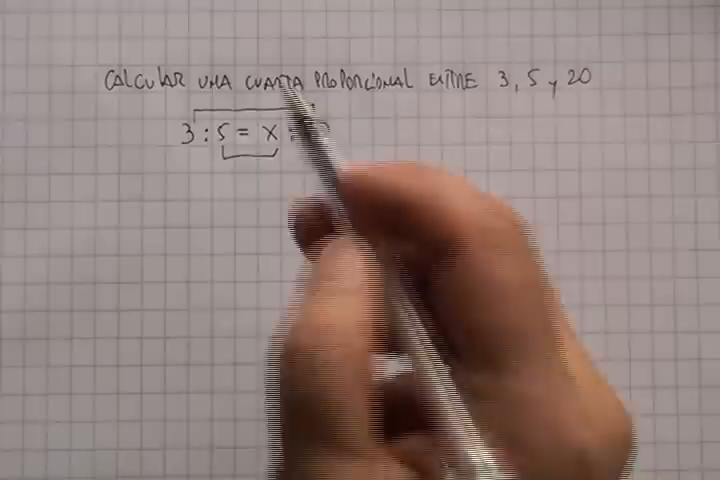 CALCULAR UNA CUARTA PROPORCIONAL ENTRE 3, 5 y 20
3 : 5 = x :